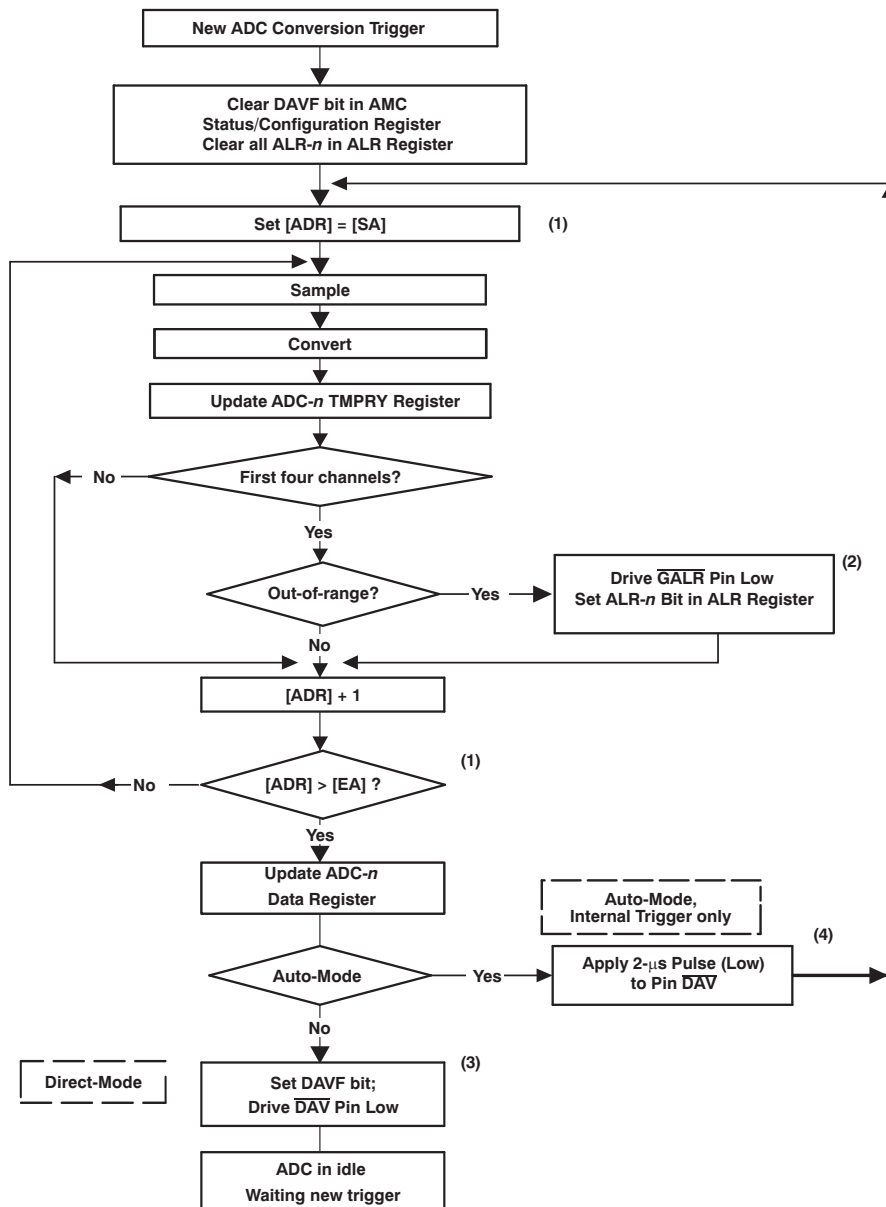 New ADC Conversion Trigger
Clear DAVF bit in AMC
Status/Configuration Register
Clear all ALR-n in ALR Register
Set [ADR] = [SA]
(1)
Sample
Convert
Update ADC-n TMPRY Register
First four channels?
No
Yes
Out-of-range?
Yes
(2)
Drive GALR Pin Low
Set ALR-n Bit in ALR Register
No
[ADR] + 1
[ADR] > [EA] ?
(1)
No
Yes
Update ADC-n
Data Register
Auto-Mode,
Internal Trigger only
(4)
Auto-Mode
Yes
Apply 2-μs Pulse (Low)
to Pin DAV
No
Direct-Mode
(3)
Set DAVF bit;
Drive DAV Pin Low
ADC in idle
Waiting new trigger